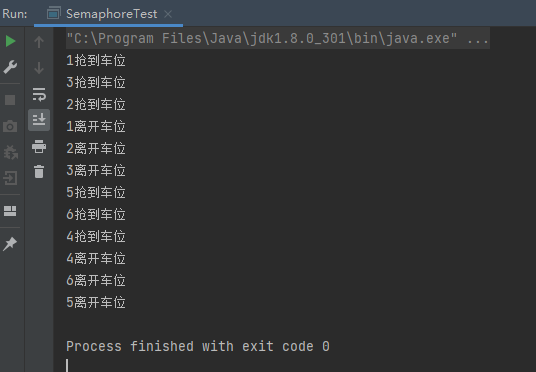 Run: SemaphoreTest
"C:\Program Files\Java\jdk1.8.0_301\bin\java.exe" ...
1抢到车位
3抢到车位
2抢到车位
1离开车位
2离开车位
3离开车位
5抢到车位
6抢到车位
4抢到车位
4离开车位
6离开车位
5离开车位
Process finished with exit code 0